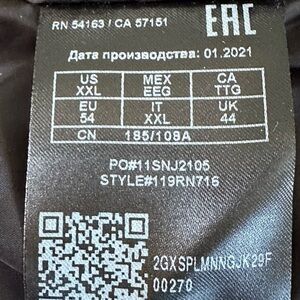 RN 54163 / CA 57151
EAC
Дата производства: 01.2021
US MEX CA
XXL EEG TTG
EU IT UK
54 XXL 44
CN 185/108A
PO#11SNJ2105
STYLE#119RN716
2GXSPLMNNGJK29F
00270